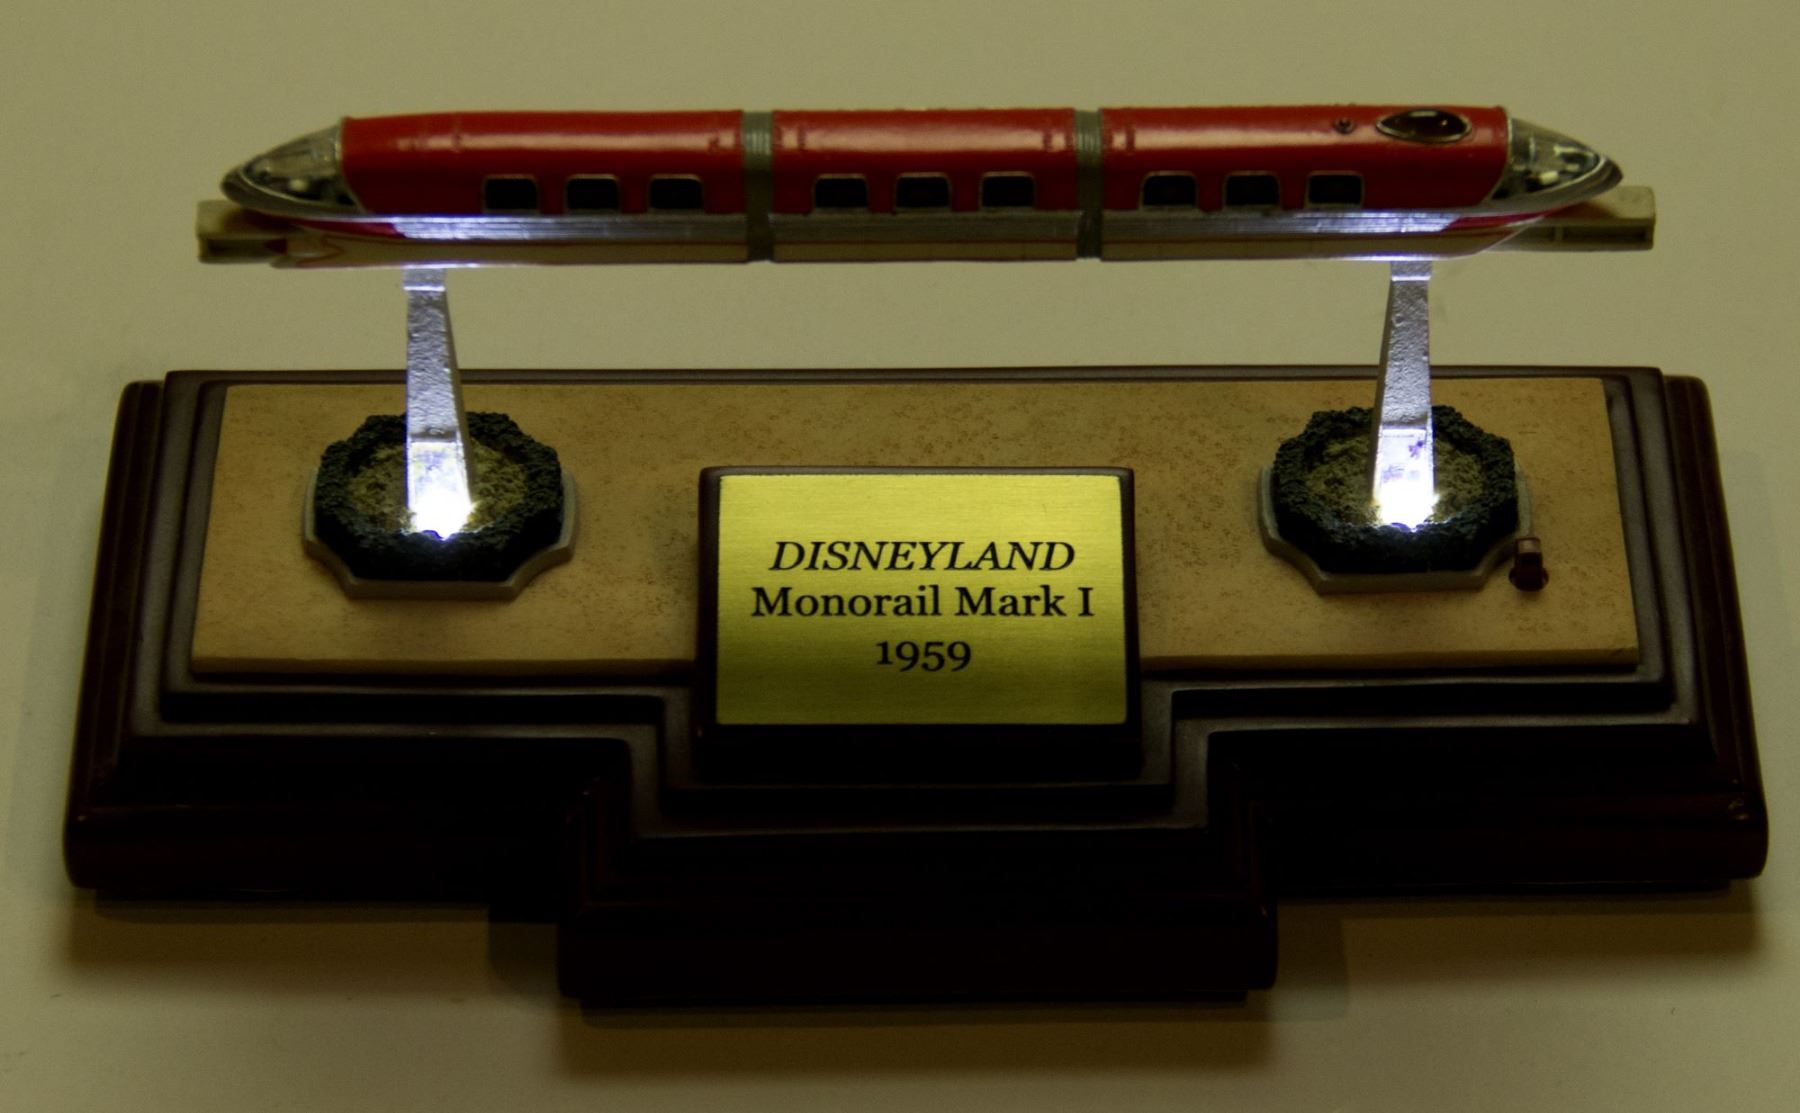 DISNEYLAND
Monorail Mark I
1959